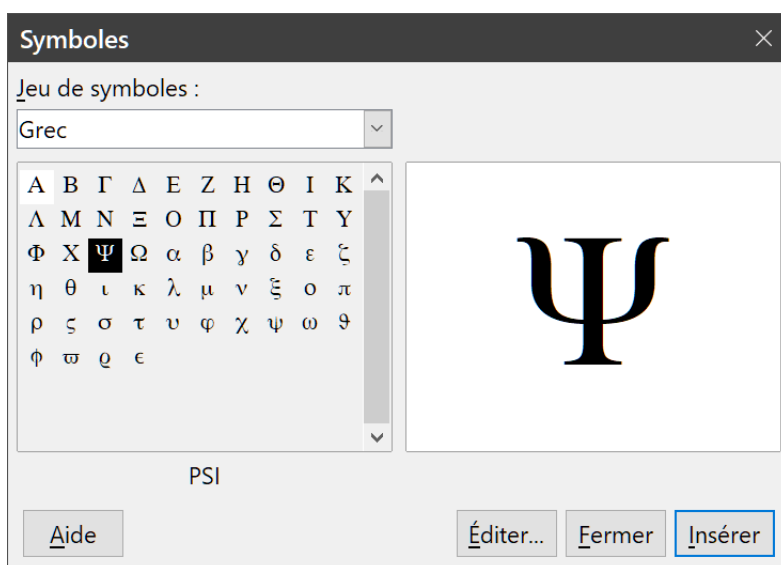 Symboles
Jeu de symboles :
Grec
Α Β Γ Δ Ε Ζ Η Θ Ι Κ
Λ Μ Ν Ξ Ο Π Ρ Σ Τ Υ
Φ Χ Ψ Ω α β γ δ ε ζ
η θ ι κ λ μ ν ξ ο π
ρ ς σ τ υ φ χ ψ ω ϑ
ϕ ϖ ϱ ϵ
Ψ
PSI
Aide Éditer... Fermer Insérer